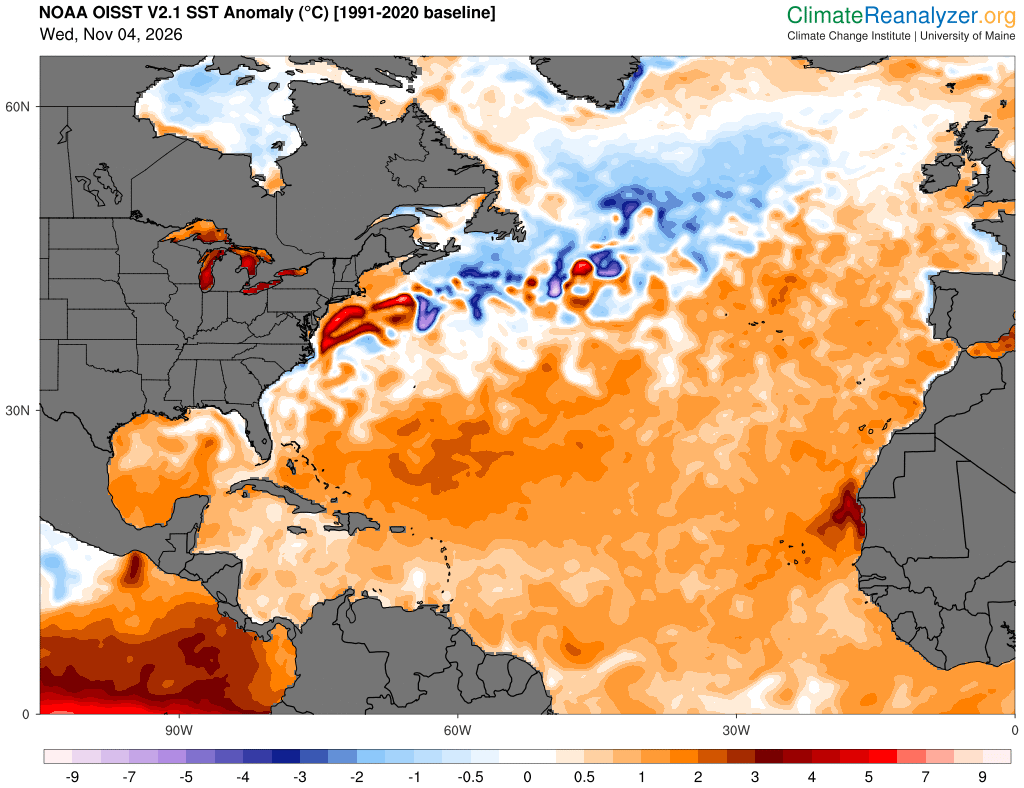 NOAA OISST V2.1 SST Anomaly (°C) [1991-2020 baseline]
Wed, Nov 04, 2026
ClimateReanalyzer.org
Climate Change Institute | University of Maine
60N
30N
0
90W 60W 30W 0
-9 -7 -5 -4 -3 -2 -1 -0.5 0 0.5 1 2 3 4 5 7 9